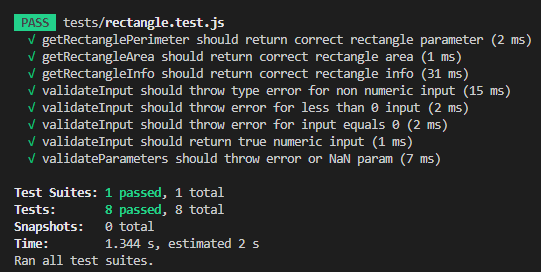 PASS tests/rectangle.test.js
√ getRectanglePerimeter should return correct rectangle parameter (2 ms)
√ getRectangleArea should return correct rectangle area (1 ms)
√ getRectangleInfo should return correct rectangle info (31 ms)
√ validateInput should throw type error for non numeric input (15 ms)
√ validateInput should throw error for less than 0 input (2 ms)
√ validateInput should throw error for input equals 0 (2 ms)
√ validateInput should return true numeric input (1 ms)
√ validateParameters should throw error or NaN param (7 ms)
Test Suites: 1 passed, 1 total
Tests: 8 passed, 8 total
Snapshots: 0 total
Time: 1.344 s, estimated 2 s
Ran all test suites.